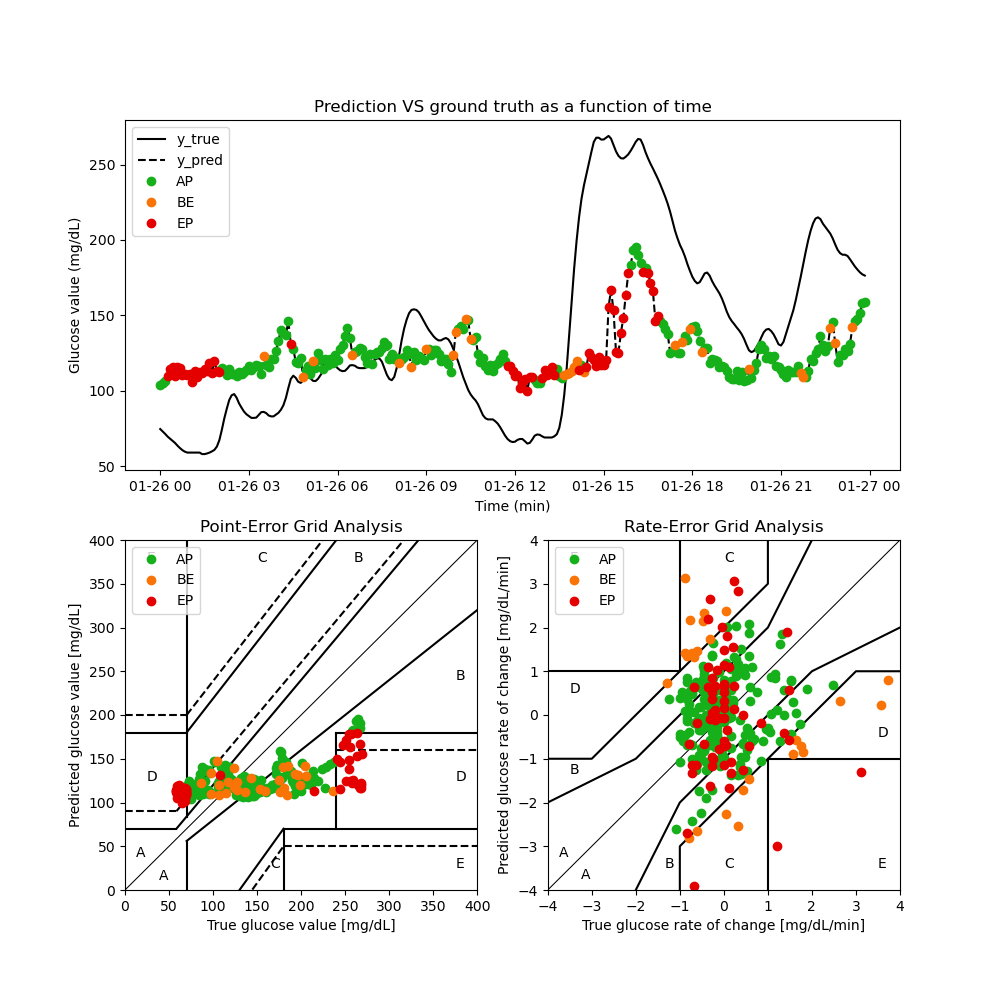 Prediction VS ground truth as a function of time
Glucose value (mg/dL)
250
200
150
100
50
y_true
y_pred
AP
BE
EP
01-26 00 01-26 03 01-26 06 01-26 09 01-26 12 01-26 15 01-26 18 01-26 21 01-27 00
Time (min)
Point-Error Grid Analysis
Predicted glucose value [mg/dL]
400
350
300
250
200
150
100
50
0
AP
BE
EP
C
B
B
D
D
A
A
C
E
0 50 100 150 200 250 300 350 400
True glucose value [mg/dL]
Rate-Error Grid Analysis
Predicted glucose rate of change [mg/dL/min]
4
3
2
1
0
−1
−2
−3
−4
AP
BE
EP
C
D
D
B
A
A
B
C
E
−4 −3 −2 −1 0 1 2 3 4
True glucose rate of change [mg/dL/min]